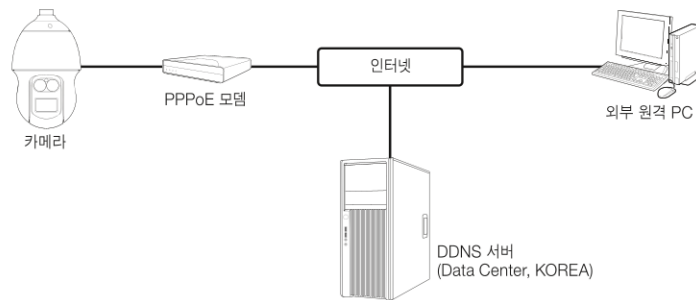 인터넷
PPPoE 모뎀
외부 원격 PC
카메라
DDNS 서버
(Data Center, KOREA)